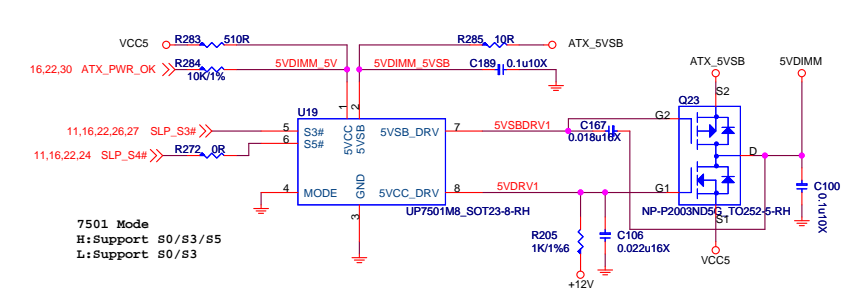 VCC5 R283 510R R285 10R ATX_5VSB
16,22,30 ATX_PWR_OK R284 10K/1% 5VDIMM_5V 5VDIMM_5VSB C189 0.1u10X
ATX_5VSB 5VDIMM
U19 1 2 S2 Q23
11,16,22,26,27 SLP_S3# 5 S3# 5VCC 5VSB 5VSB_DRV 7 5VSBDRV1 C167 0.018u16X G2
11,16,22,24 SLP_S4# R272 0R 6 S5# D
4 MODE GND 5VCC_DRV 8 5VDRV1 G1 C100 0.1u10X
3 UP7501M8_SOT23-8-RH NP-P2003ND5G_TO252-5-RH S1
7501 Mode
H:Support S0/S3/S5
L:Support S0/S3
R205 1K/1%6 C106 0.022u16X
VCC5
+12V